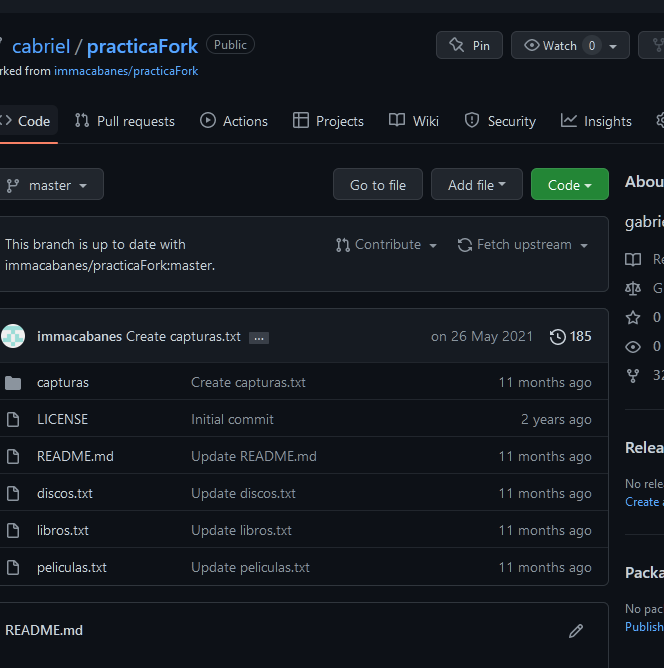 cabriel / practicaFork Public Pin Watch 0
rked from immacabanes/practicaFork
Code Pull requests Actions Projects Wiki Security Insights
master Go to file Add file Code
This branch is up to date with
immacabanes/practicaFork:master.
Contribute Fetch upstream
immacabanes Create capturas.txt ... on 26 May 2021 185
capturas Create capturas.txt 11 months ago
LICENSE Initial commit 2 years ago
README.md Update README.md 11 months ago
discos.txt Update discos.txt 11 months ago
libros.txt Update libros.txt 11 months ago
peliculas.txt Update peliculas.txt 11 months ago
README.md
Abou
gabrie
Re
G
0
0
32
Relea
No rele
Create a
Packa
No pac
Publish